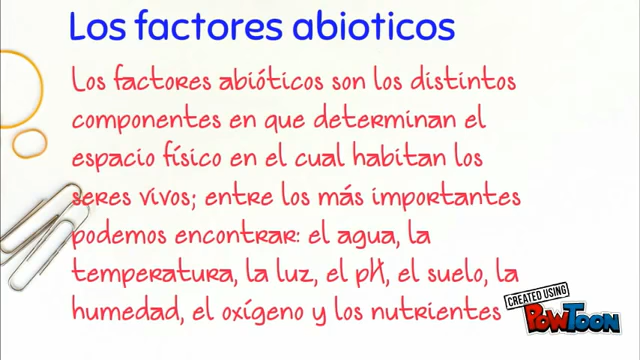 Los factores abioticos
Los factores abióticos son los distintos
componentes en que determinan el
espacio físico en el cual habitan los
seres vivos; entre los más importantes
podemos encontrar: el agua, la
temperatura, la luz, el pH, el suelo, la
humedad, el oxígeno y los nutrientes
CREATED USING
POWTOON